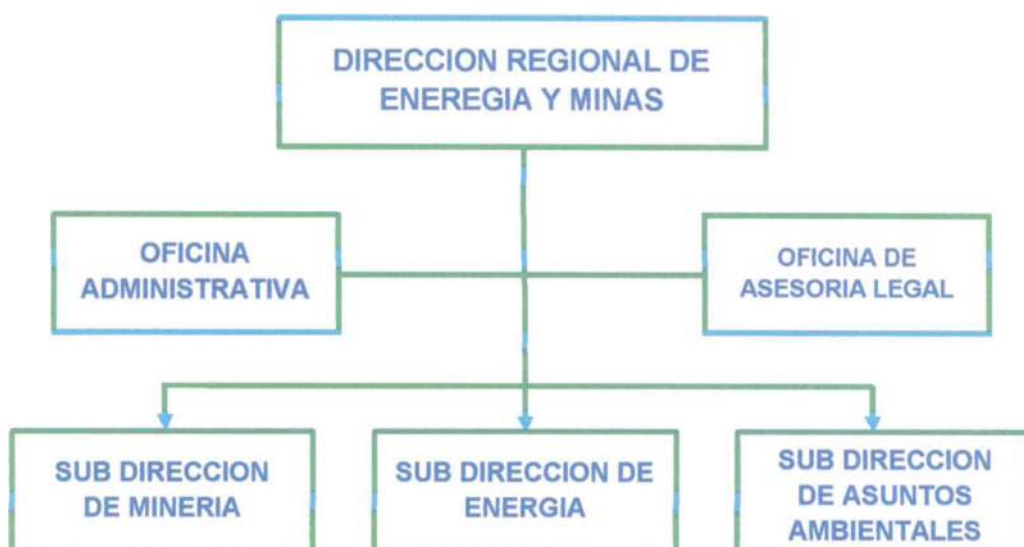 DIRECCION REGIONAL DE
ENEREGIA Y MINAS
OFICINA
ADMINISTRATIVA
OFICINA DE
ASESORIA LEGAL
SUB DIRECCION
DE MINERIA
SUB DIRECCION DE
ENERGIA
SUB DIRECCION
DE ASUNTOS
AMBIENTALES